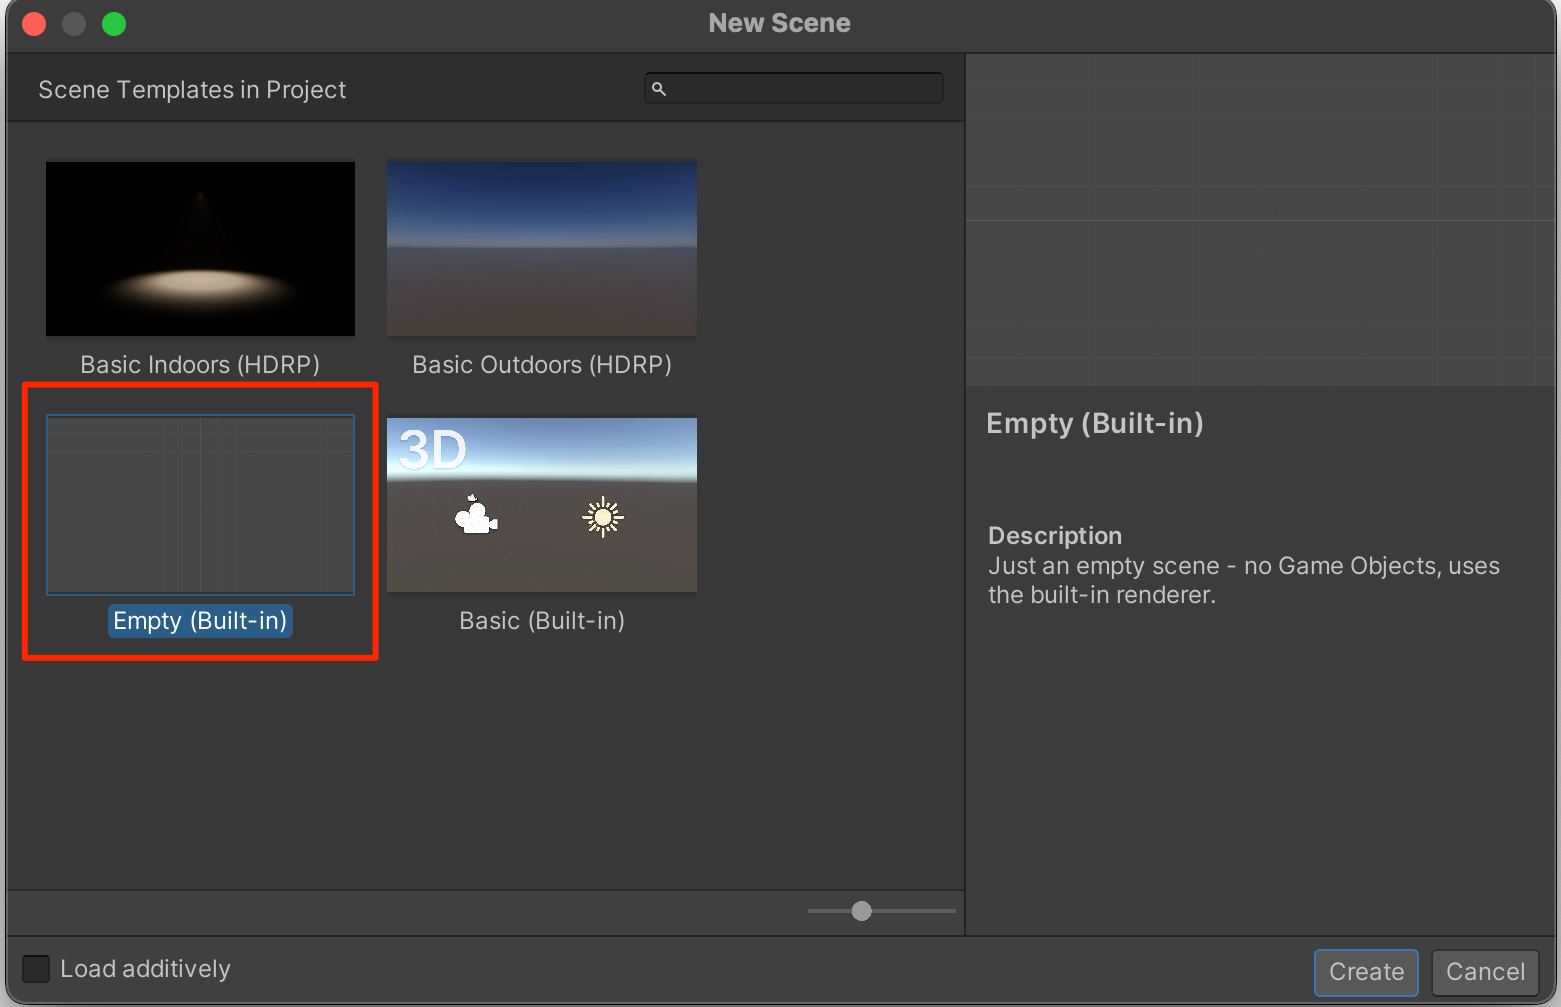 New Scene
Scene Templates in Project
Basic Indoors (HDRP)
Basic Outdoors (HDRP)
3D
Empty (Built-in)
Basic (Built-in)
Empty (Built-in)
Description
Just an empty scene - no Game Objects, uses
the built-in renderer.
Load additively
Create
Cancel